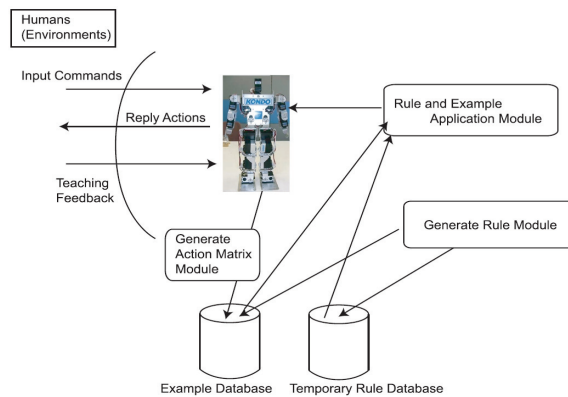 Humans
(Environments)
Input Commands
Reply Actions
Teaching
Feedback
KONDO
Rule and Example
Application Module
Generate Rule Module
Generate
Action Matrix
Module
Example Database
Temporary Rule Database